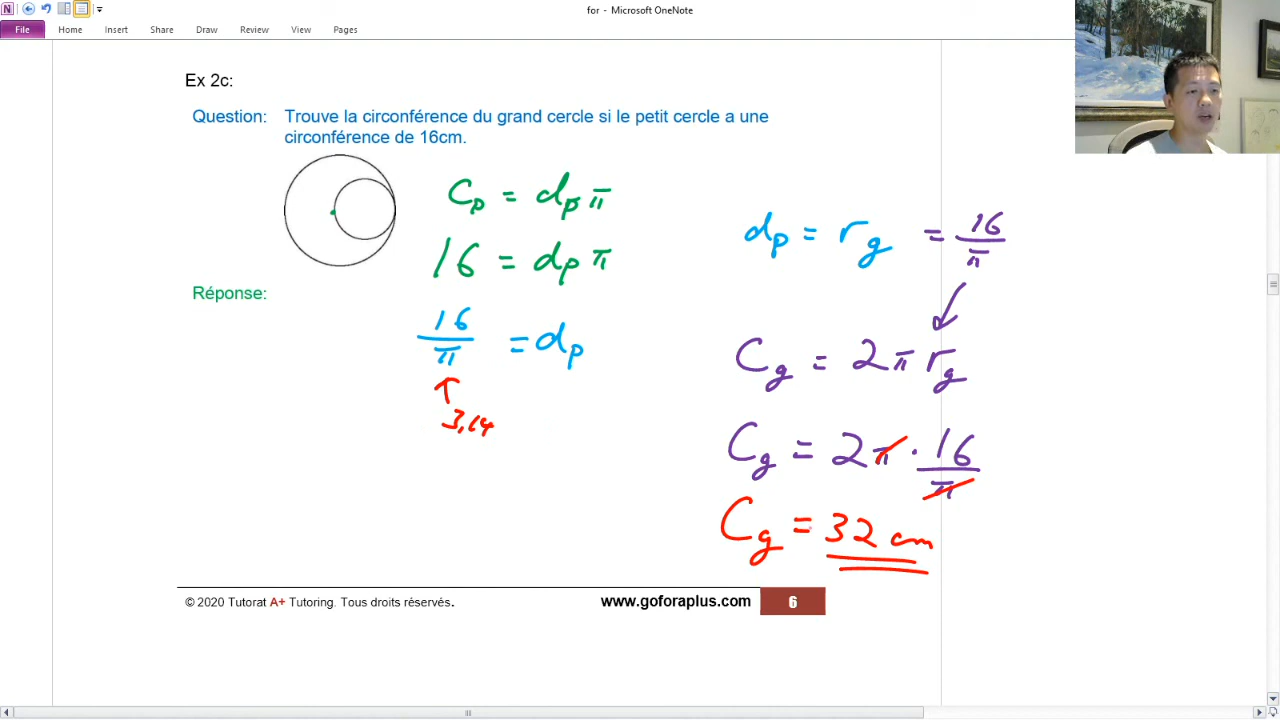 for - Microsoft OneNote
File Home Insert Share Draw Review View Pages
Ex 2c:
Question: Trouve la circonférence du grand cercle si le petit cercle a une
circonférence de 16cm.
Cp = dp π
16 = dp π
Réponse:
16/π = dp
3,14
dp = rg = 16/π
Cg = 2π rg
Cg = 2π · 16/π
Cg = 32 cm
© 2020 Tutorat A+ Tutoring. Tous droits réservés.
www.goforaplus.com 6